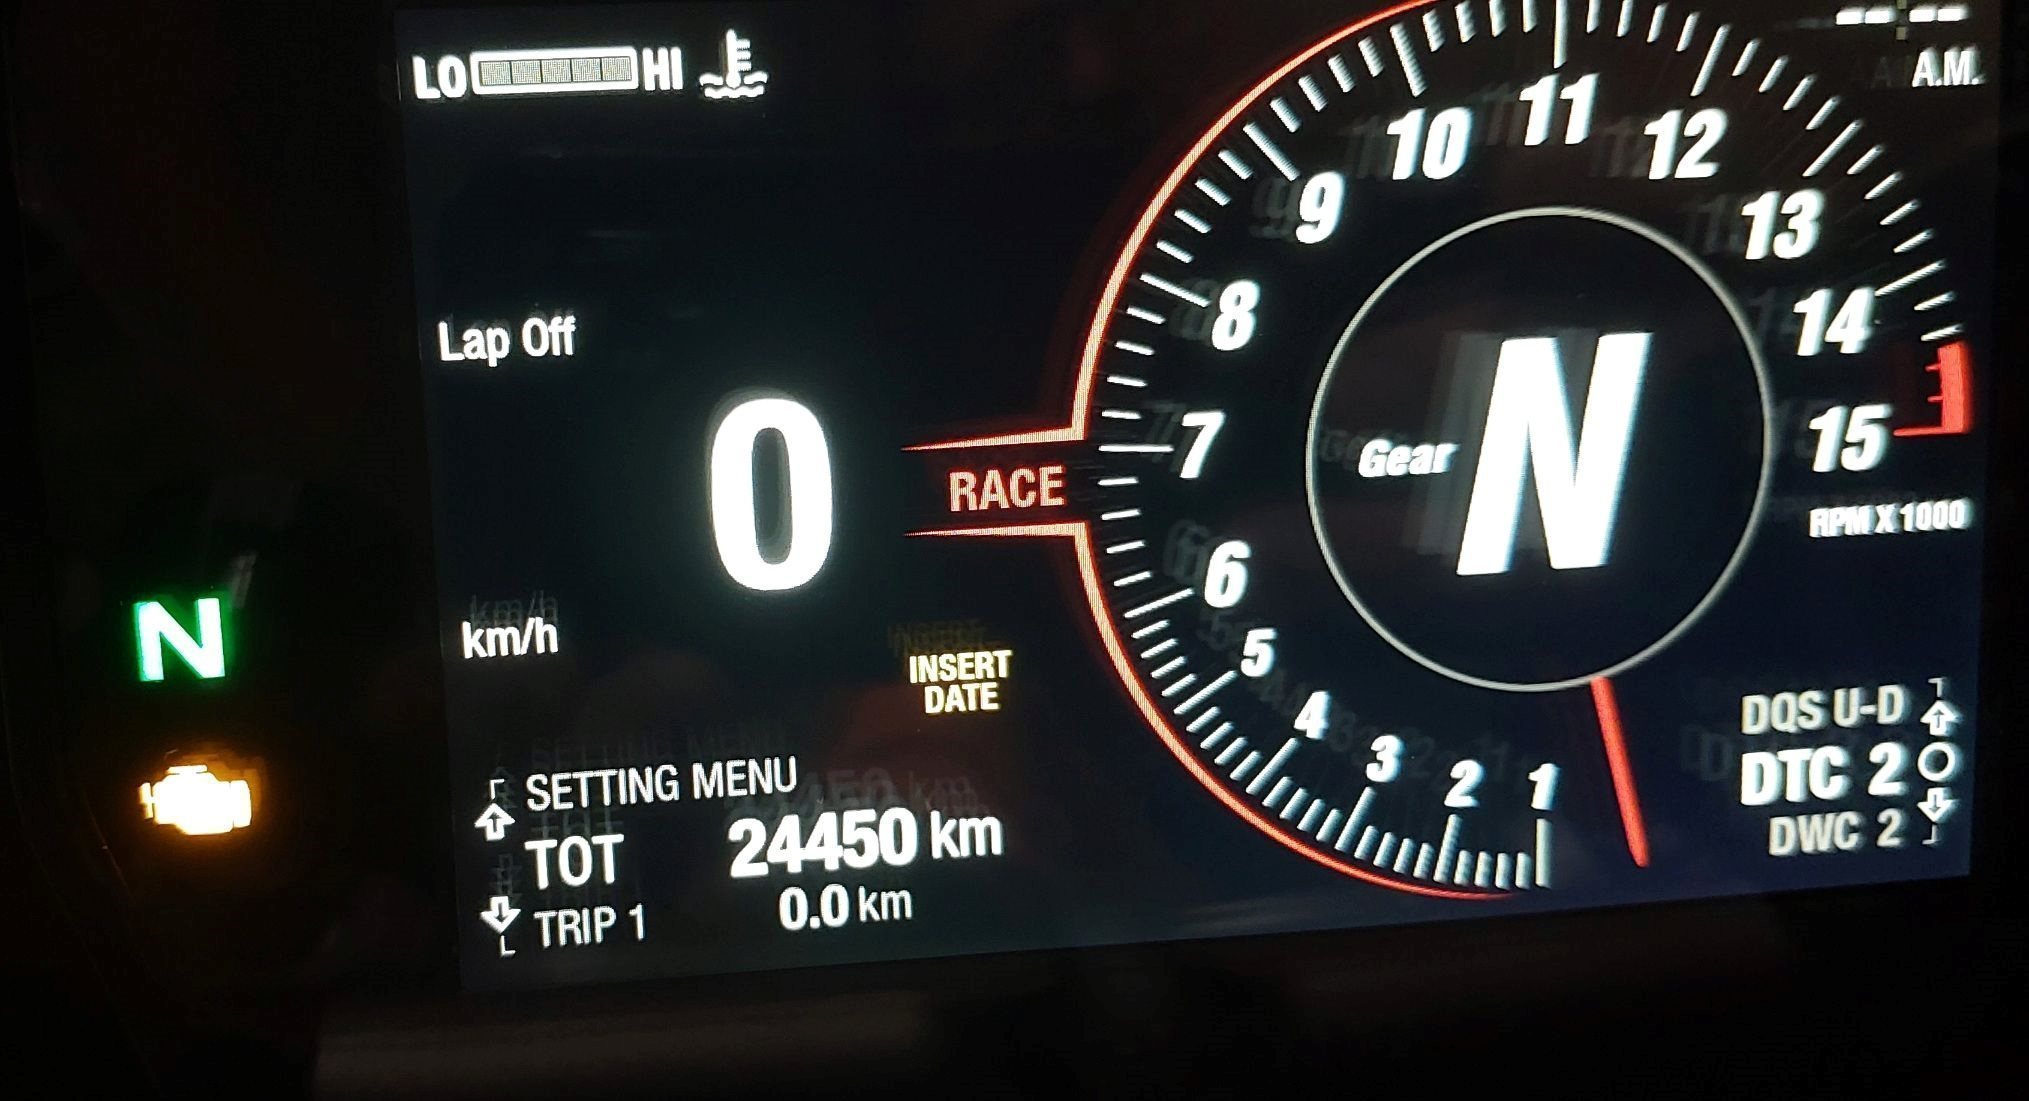 LO HI
--:--
A.M.
Lap Off
0
km/h
RACE
INSERT
DATE
SETTING MENU
TOT 24450 km
TRIP 1 0.0 km
1
2
3
4
5
6
7
8
9
10
11
12
13
14
15
RPM X 1000
Gear N
DQS U-D
DTC 2
DWC 2
N